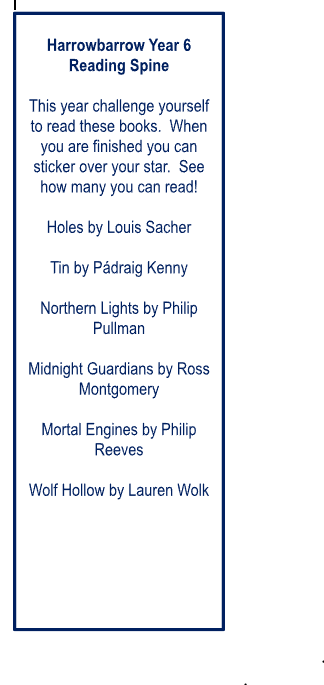 Harrowbarrow Year 6
Reading Spine
This year challenge yourself
to read these books.  When
you are finished you can
sticker over your star.  See
how many you can read!
Holes by Louis Sacher
Tin by Pádraig Kenny
Northern Lights by Philip
Pullman
Midnight Guardians by Ross
Montgomery
Mortal Engines by Philip
Reeves
Wolf Hollow by Lauren Wolk